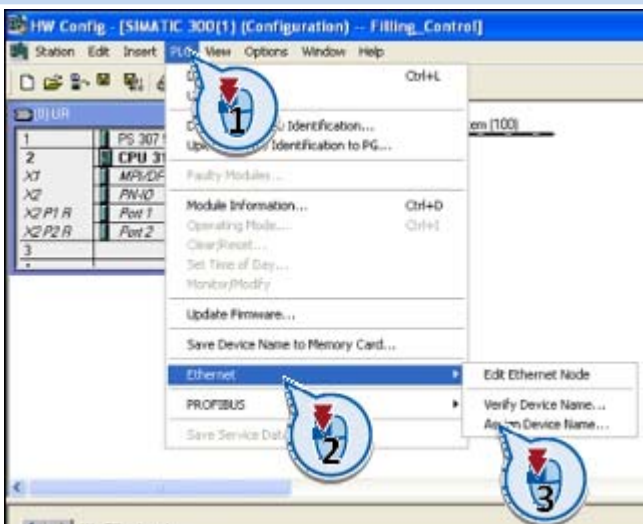 HW Config - [SIMATIC 300(1) (Configuration) -- Filling_Control]
Station Edit Insert PLC View Options Window Help
(0) UR
1 PS 307
2 CPU 31
X1 MPI/DP
X2 PN-IO
X2 P1 R Port 1
X2 P2 R Port 2
3
Ctrl+L
1
Identification...
Identification to PG...
em (100)
Faulty Modules...
Module Information... Ctrl+D
Operating Mode... Ctrl+I
Clear/Reset...
Set Time of Day...
Monitor/Modify
Update Firmware...
Save Device Name to Memory Card...
Ethernet
Edit Ethernet Node
PROFIBUS
Verify Device Name...
Device Name...
Save Service Data
2
3